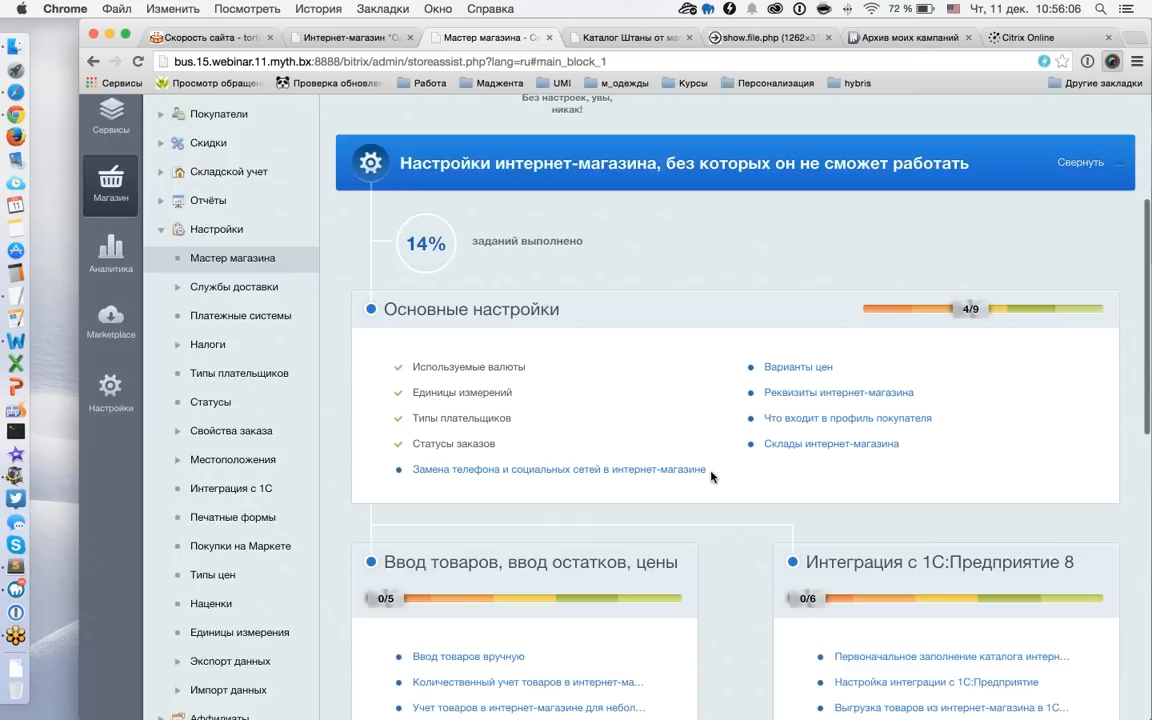 Chrome Файл Изменить Просмотреть История Закладки Окно Справка 72 % Чт, 11 дек. 10:56:06
Скорость сайта - torti Интернет-магазин "О Мастер магазина - Сс Каталог Штаны от ма show.file.php (1262×3 Архив моих кампаний Citrix Online
bus.15.webinar.11.myth.bx:8888/bitrix/admin/storeassist.php?lang=ru#main_block_1
Сервисы Просмотр обращен Проверка обновле Работа Маджента UMI м_одежды Курсы Персонализация hybris Другие закладки
Сервисы
Магазин
Аналитика
Marketplace
Настройки
Покупатели
Скидки
Складской учет
Отчёты
Настройки
Мастер магазина
Службы доставки
Платежные системы
Налоги
Типы плательщиков
Статусы
Свойства заказа
Местоположения
Интеграция с 1С
Печатные формы
Покупки на Маркете
Типы цен
Наценки
Единицы измерения
Экспорт данных
Импорт данных
Аффилиаты
Без настроек, увы,
никак!
Настройки интернет-магазина, без которых он не сможет работать Свернуть
14% заданий выполнено
Основные настройки 4/9
Используемые валюты
Единицы измерений
Типы плательщиков
Статусы заказов
Замена телефона и социальных сетей в интернет-магазине
Варианты цен
Реквизиты интернет-магазина
Что входит в профиль покупателя
Склады интернет-магазина
Ввод товаров, ввод остатков, цены
0/5
Ввод товаров вручную
Количественный учет товаров в интернет-ма...
Учет товаров в интернет-магазине для небол...
Интеграция с 1С:Предприятие 8
0/6
Первоначальное заполнение каталога интерн...
Настройка интеграции с 1С:Предприятие
Выгрузка товаров из интернет-магазина в 1С...